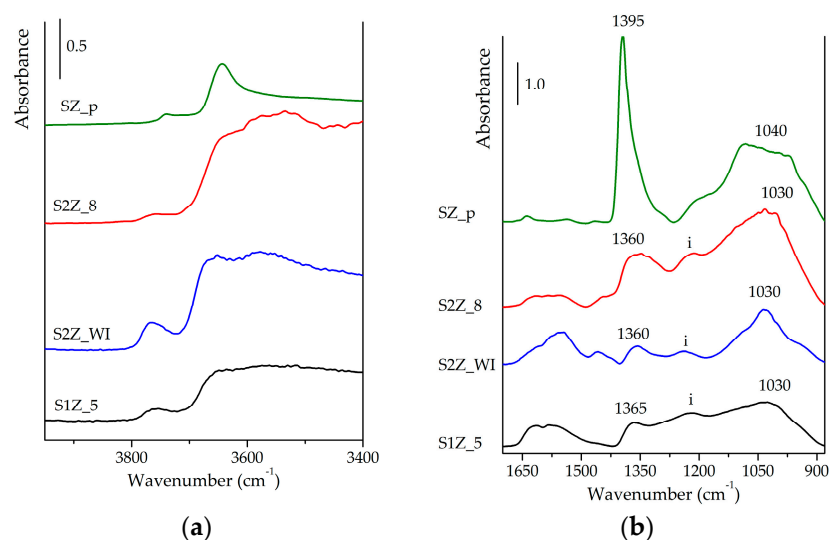 0.5
Absorbance
SZ_p
S2Z_8
S2Z_WI
S1Z_5
3800 3600 3400
Wavenumber (cm-1)
(a)
1395
1.0
Absorbance
1040
SZ_p
1030
1360 i
S2Z_8
1030
1360 i
S2Z_WI
1030
1365 i
S1Z_5
1650 1500 1350 1200 1050 900
Wavenumber (cm-1)
(b)